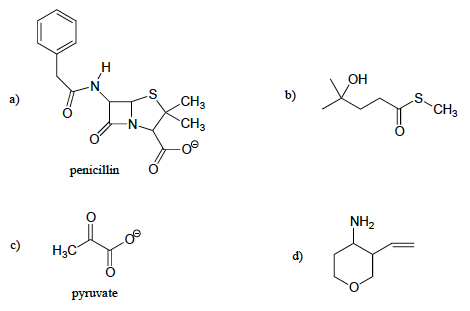 a)
H
N
O
S
CH3
CH3
N
O
O⊖
O
penicillin
b)
OH
S
CH3
O
c)
O
O⊖
H3C
O
pyruvate
d)
NH2
O